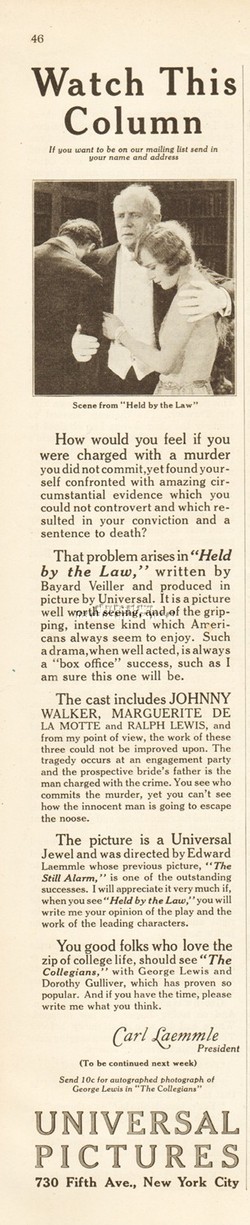 46
Watch This
Column
If you want to be on our mailing list send in
your name and address
Scene from "Held by the Law"
How would you feel if you
were charged with a murder
you did not commit, yet found your-
self confronted with amazing cir-
cumstantial evidence which you
could not controvert and which re-
sulted in your conviction and a
sentence to death?
That problem arises in "Held
by the Law," written by
Bayard Veiller and produced in
picture by Universal. It is a picture
well worth seeing, and of the grip-
ping, intense kind which Ameri-
cans always seem to enjoy. Such
a drama, when well acted, is always
a "box office" success, such as I
am sure this one will be.
The cast includes JOHNNY
WALKER, MARGUERITE DE
LA MOTTE and RALPH LEWIS, and
from my point of view, the work of these
three could not be improved upon. The
tragedy occurs at an engagement party
and the prospective bride's father is the
man charged with the crime. You see who
commits the murder, yet you can't see
how the innocent man is going to escape
the noose.
The picture is a Universal
Jewel and was directed by Edward
Laemmle whose previous picture, "The
Still Alarm," is one of the outstanding
successes. I will appreciate it very much if,
when you see "Held by the Law," you will
write me your opinion of the play and the
work of the leading characters.
You good folks who love the
zip of college life, should see "The
Collegians," with George Lewis and
Dorothy Gulliver, which has proven so
popular. And if you have the time, please
write me what you think.
Carl Laemmle
President
(To be continued next week)
Send 10c for autographed photograph of
George Lewis in "The Collegians"
UNIVERSAL
PICTURES
730 Fifth Ave., New York City